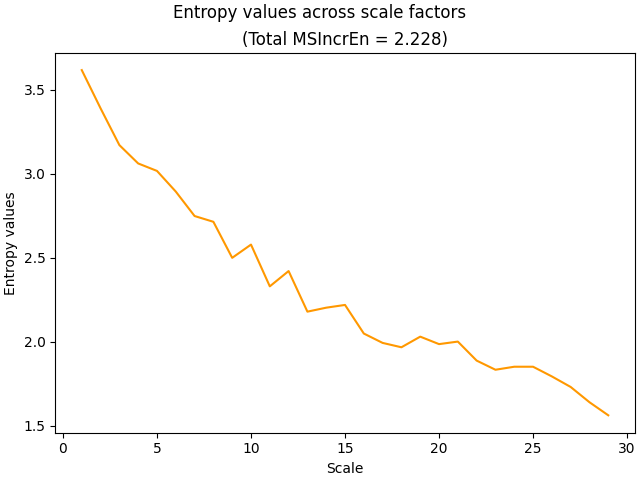 Entropy values across scale factors
(Total MSIncrEn = 2.228)
Entropy values
3.5
3.0
2.5
2.0
1.5
0 5 10 15 20 25 30
Scale